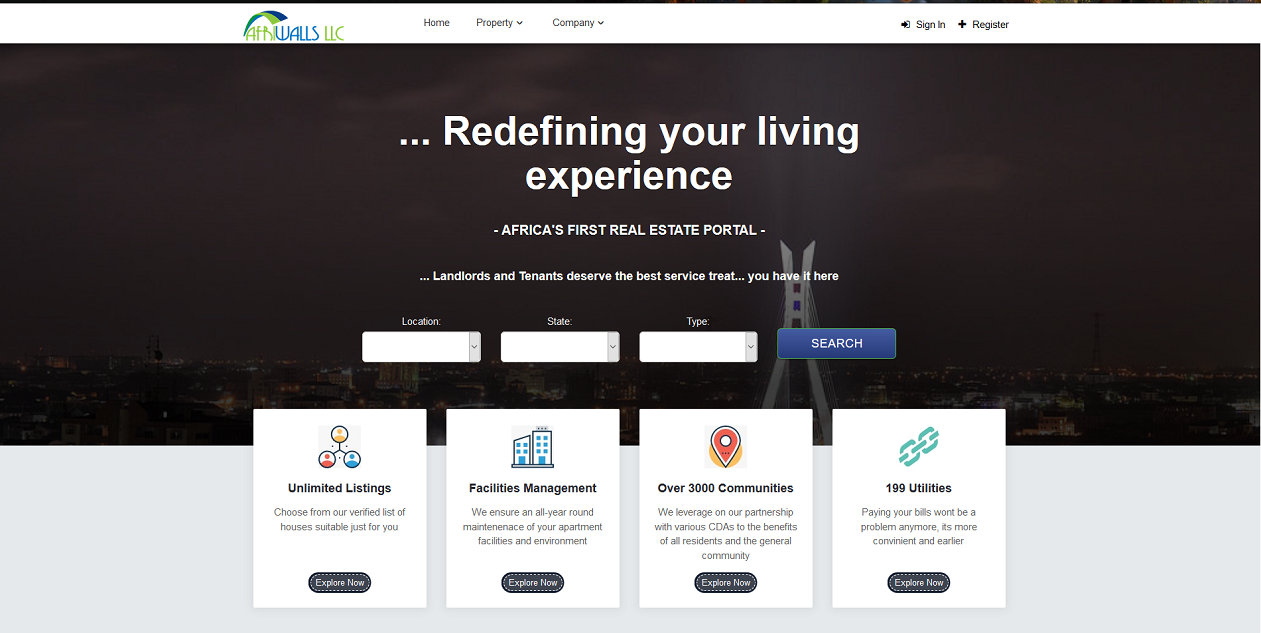 AFRIWALLS LLC
Home
Property
Company
Sign In
Register
... Redefining your living
experience
- AFRICA'S FIRST REAL ESTATE PORTAL -
... Landlords and Tenants deserve the best service treat... you have it here
Location:
State:
Type:
SEARCH
Unlimited Listings
Choose from our verified list of
houses suitable just for you
Explore Now
Facilities Management
We ensure an all-year round
maintenenace of your apartment
facilities and environment
Explore Now
Over 3000 Communities
We leverage on our partnership
with various CDAs to the benefits
of all residents and the general
community
Explore Now
199 Utilities
Paying your bills wont be a
problem anymore, its more
convinient and earlier
Explore Now